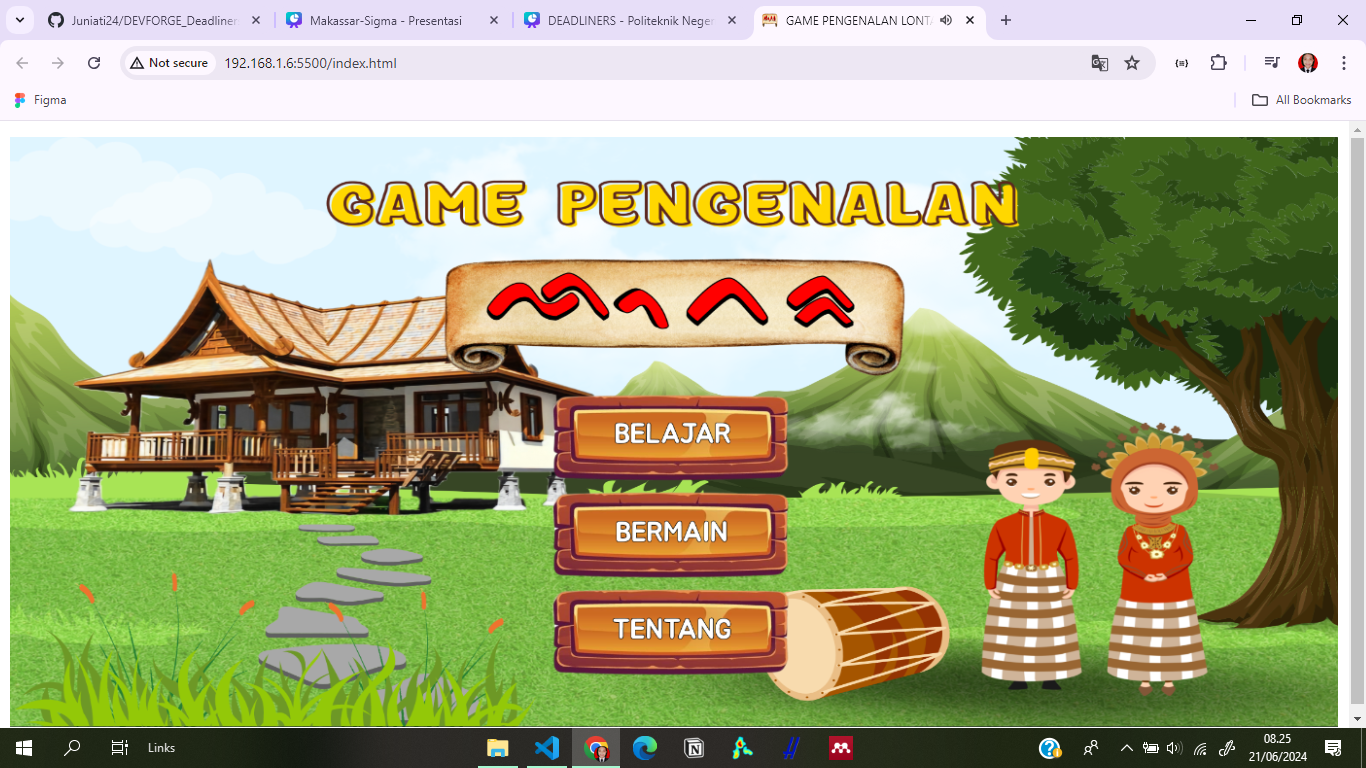 Juniati24/DEVFORGE_Deadliner
Makassar-Sigma - Presentasi
DEADLINERS - Politeknik Neger
GAME PENGENALAN LONTA
Not secure
192.168.1.6:5500/index.html
Figma
All Bookmarks
GAME PENGENALAN
ᨒᨚᨈᨑ
BELAJAR
BERMAIN
TENTANG
Links
08.25
21/06/2024